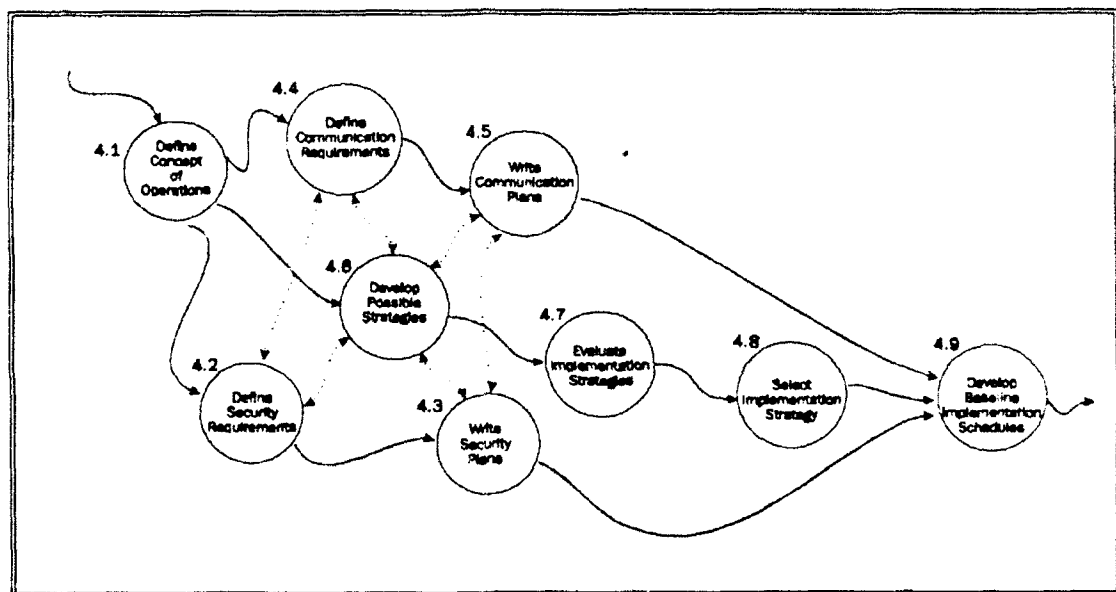 4.1
Define
Concept
of
Operations
4.4
Define
Communication
Requirements
4.5
Write
Communication
Plans
4.6
Develop
Possible
Strategies
4.2
Define
Security
Requirements
4.3
Write
Security
Plans
4.7
Evaluate
Implementation
Strategies
4.8
Select
Implementation
Strategy
4.9
Develop
Baseline
Implementation
Schedules